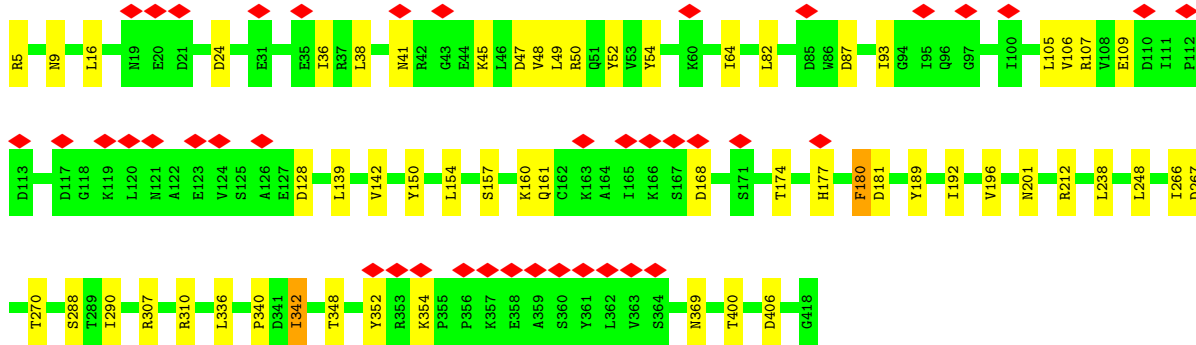 R5 N9 L16 N19 E20 D21 D24 E31 E35 I36 R37 L38 N41 R42 G43 E44 K45 L46 D47 V48 L49 R50 Q51 Y52 V53 Y54 K60 I64 L82 D85 W86 D87 I93 G94 I95 Q96 G97 I100 L105 V106 R107 V108 E109 D110 I111 P112
D113 D117 G118 K119 L120 N121 A122 E123 V124 S125 A126 E127 D128 L139 V142 Y150 L154 S157 K160 Q161 C162 K163 A164 I165 K166 S167 D168 S171 T174 H177 F180 D181 Y189 I192 V196 N201 R212 L238 L248 I266 D267
T270 S288 T289 I290 R307 R310 L336 P340 D341 I342 T348 Y352 R353 K354 P355 P356 K357 E358 A359 S360 Y361 L362 V363 S364 N369 T400 D406 G418